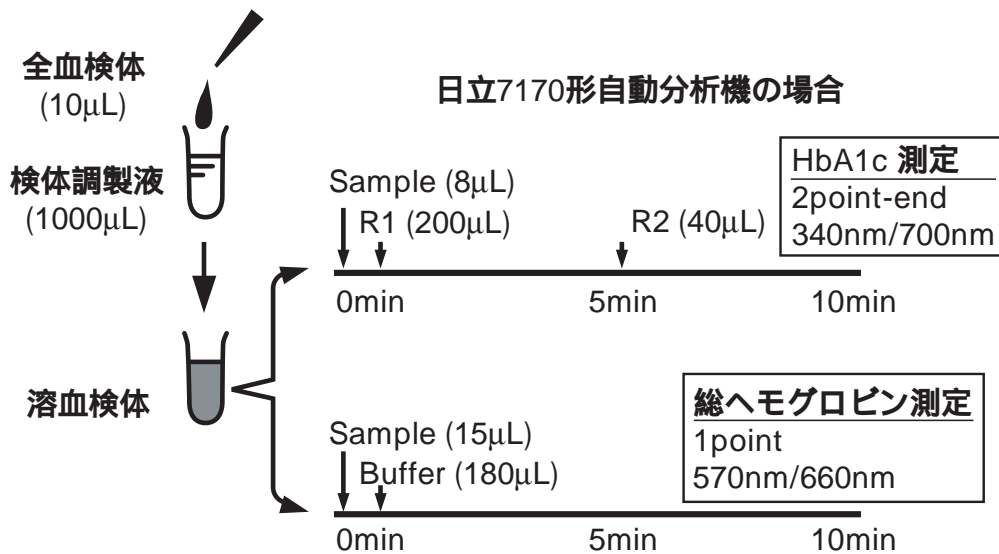 全血検体
(10μL)
検体調製液
(1000μL)
溶血検体
日立7170形自動分析機の場合
HbA1c 測定
2point-end
340nm/700nm
Sample (8μL)
R1 (200μL)
R2 (40μL)
0min
5min
10min
総ヘモグロビン測定
1point
570nm/660nm
Sample (15μL)
Buffer (180μL)
0min
5min
10min